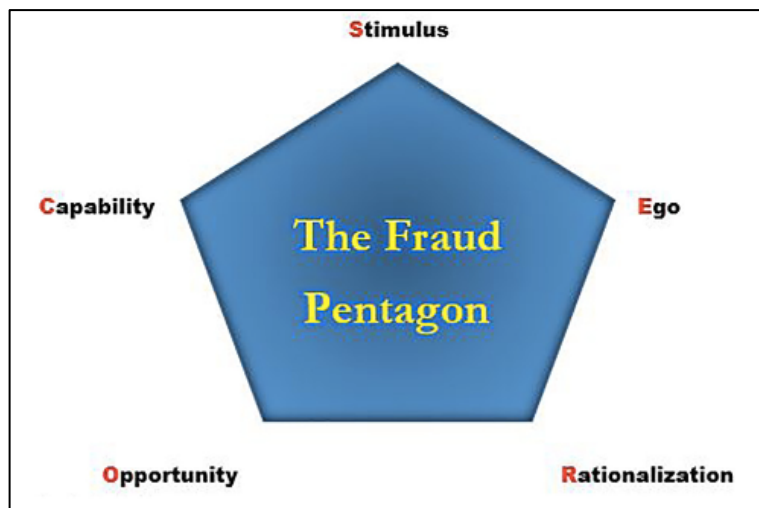 Stimulus
Capability
Ego
The Fraud
Pentagon
Opportunity
Rationalization